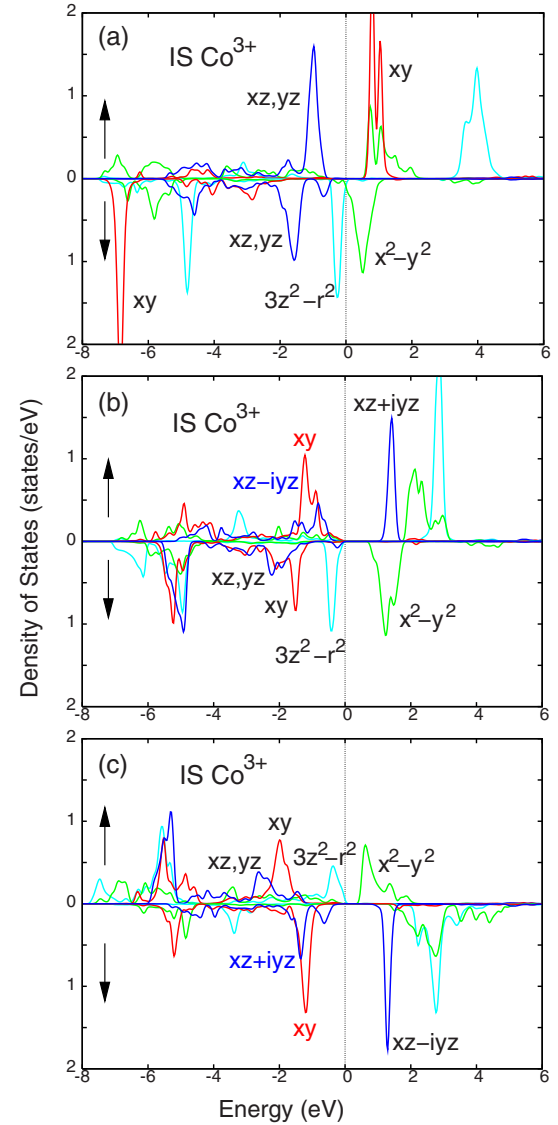 2
(a)
IS Co³⁺
xz,yz
xy
1
0
xz,yz
x²−y²
1
3z²−r²
xy
2
-8 -6 -4 -2 0 2 4 6
2
(b)
IS Co³⁺
xz+iyz
xy
xz−iyz
1
0
xz,yz
xy
x²−y²
1
3z²−r²
2
-8 -6 -4 -2 0 2 4 6
2
(c)
IS Co³⁺
xy
3z²−r²
x²−y²
xz,yz
1
0
xz+iyz
1
xy
xz−iyz
2
-8 -6 -4 -2 0 2 4 6
Energy (eV)
Density of States (states/eV)